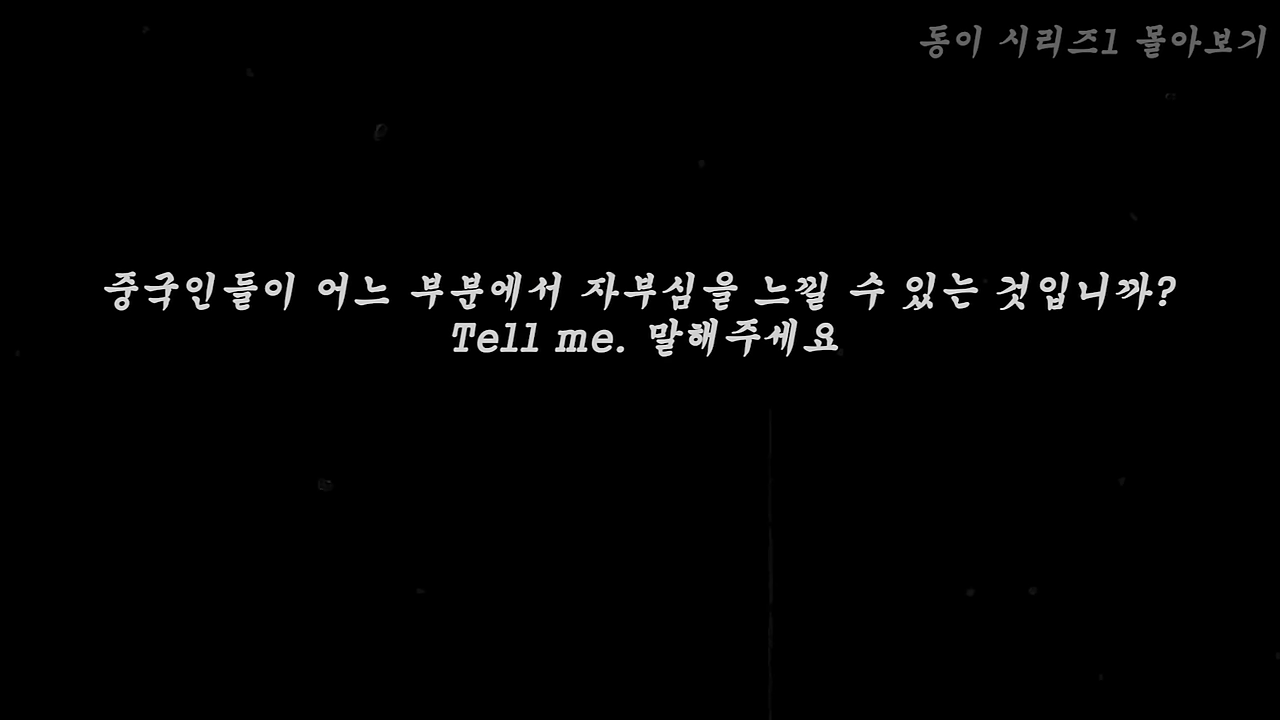 동이 시리즈1 몰아보기
중국인들이 어느 부분에서 자부심을 느낄 수 있는 것입니까?
Tell me. 말해주세요